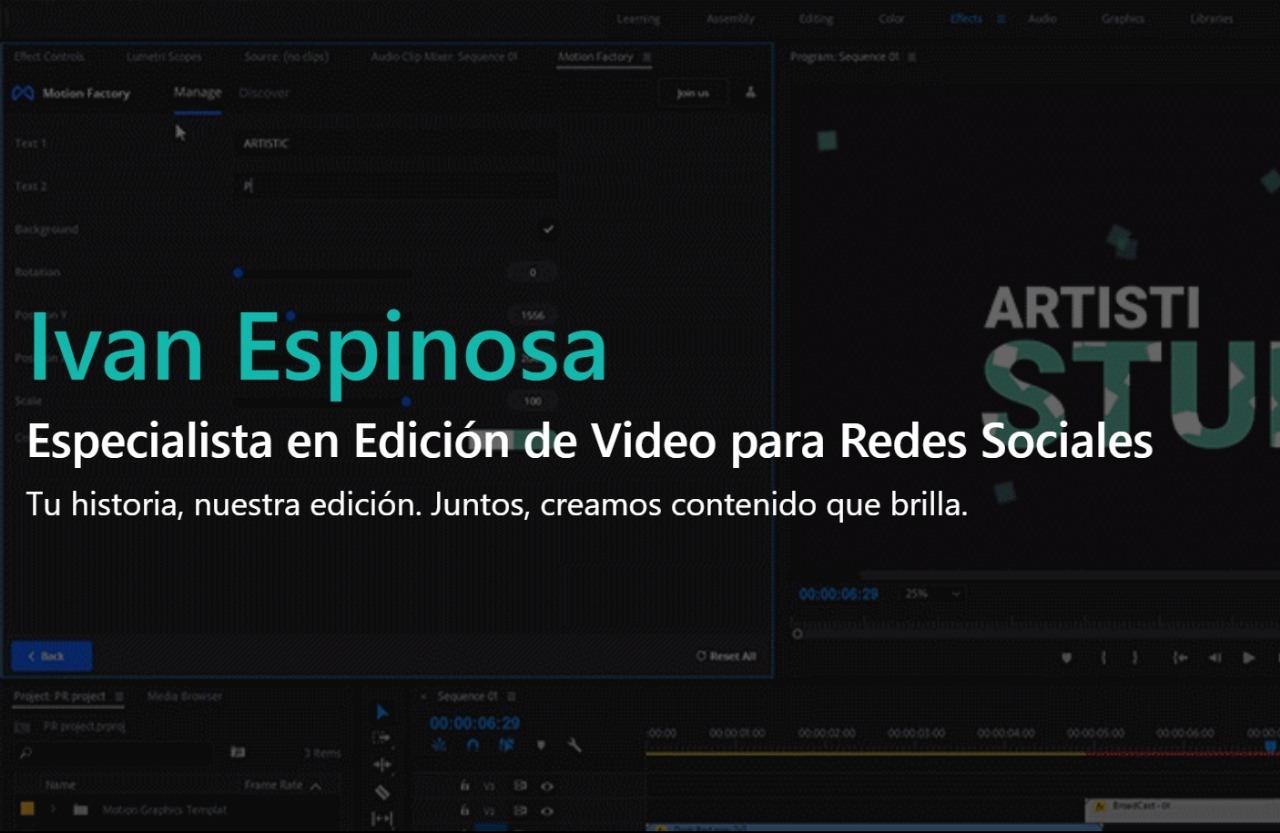 Learning Assembly Editing Color Effects Audio Graphics Libraries
Effect Controls Lumetri Scopes Source: (no clips) Audio Clip Mixer: Sequence 01 Motion Factory Program: Sequence 01
Motion Factory Manage Discover Join us
Text 1 ARTISTIC
Text 2 P
Background
Rotation 0
Position Y 1556
Ivan Espinosa
ARTISTI
STU
Scale 100
Especialista en Edición de Video para Redes Sociales
Tu historia, nuestra edición. Juntos, creamos contenido que brilla.
00:00:06:29 25%
Back Reset All
Project: PR project Media Browser Sequence 01
PR project.prproj 00:00:06:29
:00:00 00:00:01:00 00:00:02:00 00:00:03:00 00:00:04:00 00:00:05:00 00:00:06:00 00:00
3 Items
Name Frame Rate V3
Motion Graphics Templat V2 BroadCast - 01